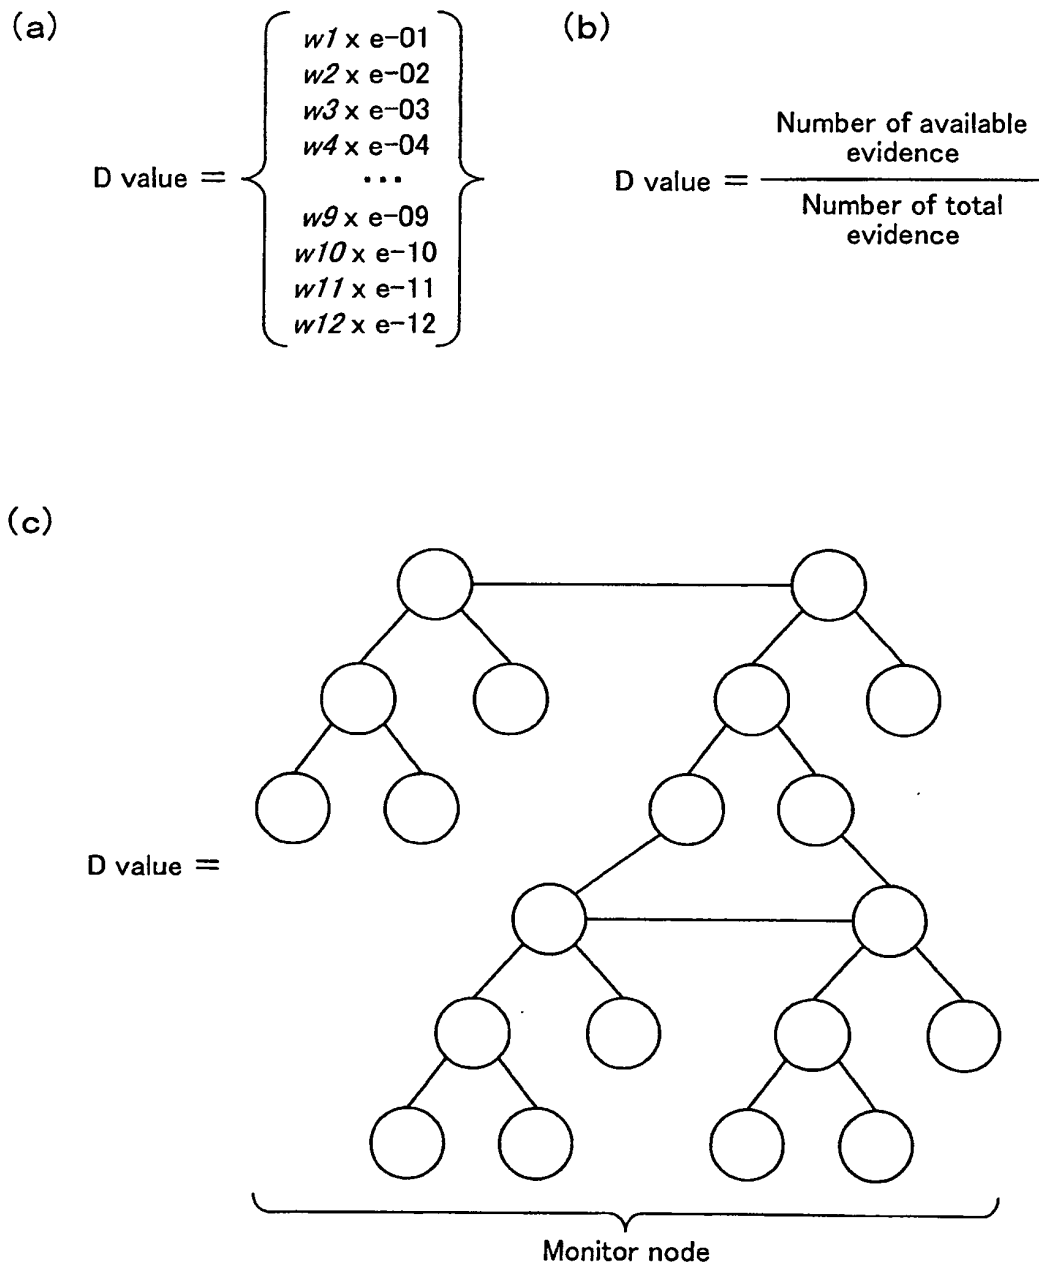 (a)
D value =
w1 x e-01
w2 x e-02
w3 x e-03
w4 x e-04
...
w9 x e-09
w10 x e-10
w11 x e-11
w12 x e-12
(b)
D value =
Number of available
evidence
Number of total
evidence
(c)
D value =
Monitor node